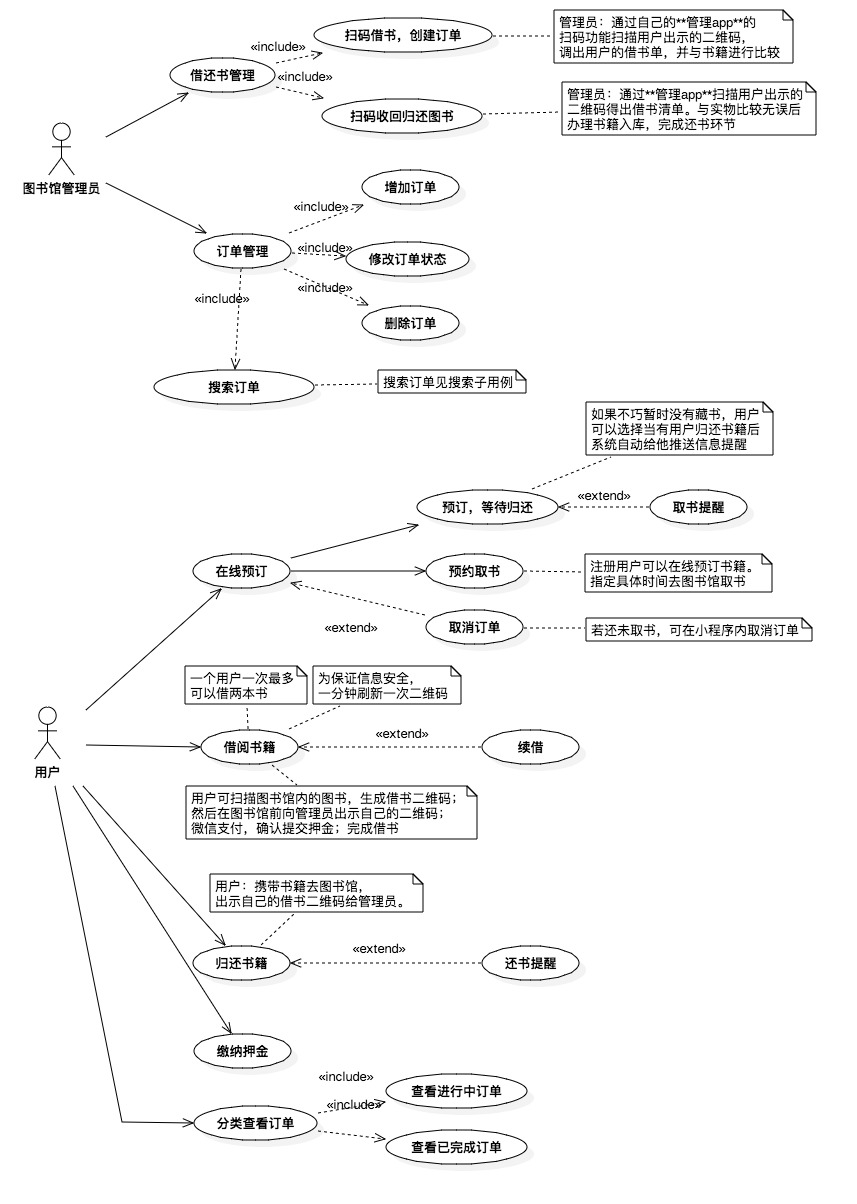 管理员：通过自己的**管理app**的
扫码功能扫描用户出示的二维码，
调出用户的借书单，并与书籍进行比较
扫码借书，创建订单
«include»
借还书管理
«include»
管理员：通过**管理app**扫描用户出示的
二维码得出借书清单。与实物比较无误后
办理书籍入库，完成还书环节
扫码收回归还图书
图书馆管理员
增加订单
«include»
订单管理
«include»
修改订单状态
«include»
«include»
删除订单
搜索订单
搜索订单见搜索子用例
如果不巧暂时没有藏书，用户
可以选择当有用户归还书籍后
系统自动给他推送信息提醒
预订，等待归还
«extend»
取书提醒
在线预订
预约取书
注册用户可以在线预订书籍。
指定具体时间去图书馆取书
«extend»
取消订单
若还未取书，可在小程序内取消订单
一个用户一次最多
可以借两本书
为保证信息安全，
一分钟刷新一次二维码
用户
借阅书籍
«extend»
续借
用户可扫描图书馆内的图书，生成借书二维码；
然后在图书馆前向管理员出示自己的二维码；
微信支付，确认提交押金；完成借书
用户：携带书籍去图书馆，
出示自己的借书二维码给管理员。
归还书籍
«extend»
还书提醒
缴纳押金
«include»
查看进行中订单
«include»
分类查看订单
查看已完成订单